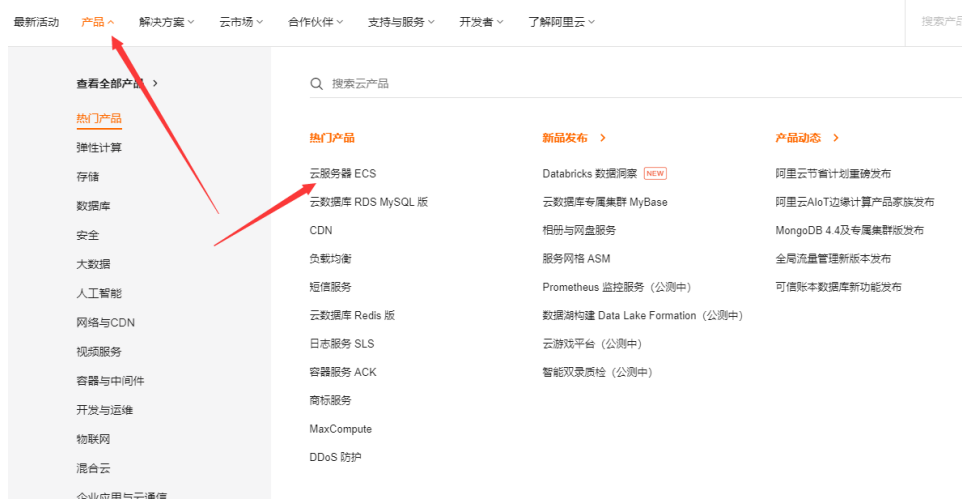 最新活动 产品 解决方案 云市场 合作伙伴 支持与服务 开发者 了解阿里云 搜索产品
查看全部产品
热门产品
弹性计算
存储
数据库
安全
大数据
人工智能
网络与CDN
视频服务
容器与中间件
开发与运维
物联网
混合云
企业应用与云通信
搜索云产品
热门产品
云服务器 ECS
云数据库 RDS MySQL 版
CDN
负载均衡
短信服务
云数据库 Redis 版
日志服务 SLS
容器服务 ACK
商标服务
MaxCompute
DDoS 防护
新品发布
Databricks 数据洞察 NEW
云数据库专属集群 MyBase
相册与网盘服务
服务网格 ASM
Prometheus 监控服务（公测中）
数据湖构建 Data Lake Formation（公测中）
云游戏平台（公测中）
智能双录质检（公测中）
产品动态
阿里云节省计划重磅发布
阿里云AIoT边缘计算产品家族发布
MongoDB 4.4及专属集群版发布
全局流量管理新版本发布
可信账本数据库新功能发布